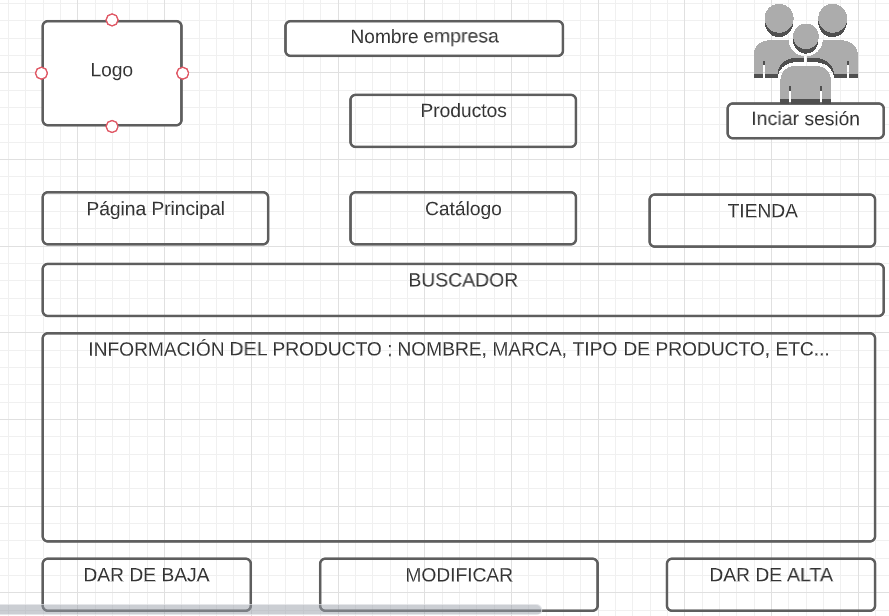 Logo
Nombre empresa
Productos
Inciar sesión
Página Principal
Catálogo
TIENDA
BUSCADOR
INFORMACIÓN DEL PRODUCTO : NOMBRE, MARCA, TIPO DE PRODUCTO, ETC...
DAR DE BAJA
MODIFICAR
DAR DE ALTA